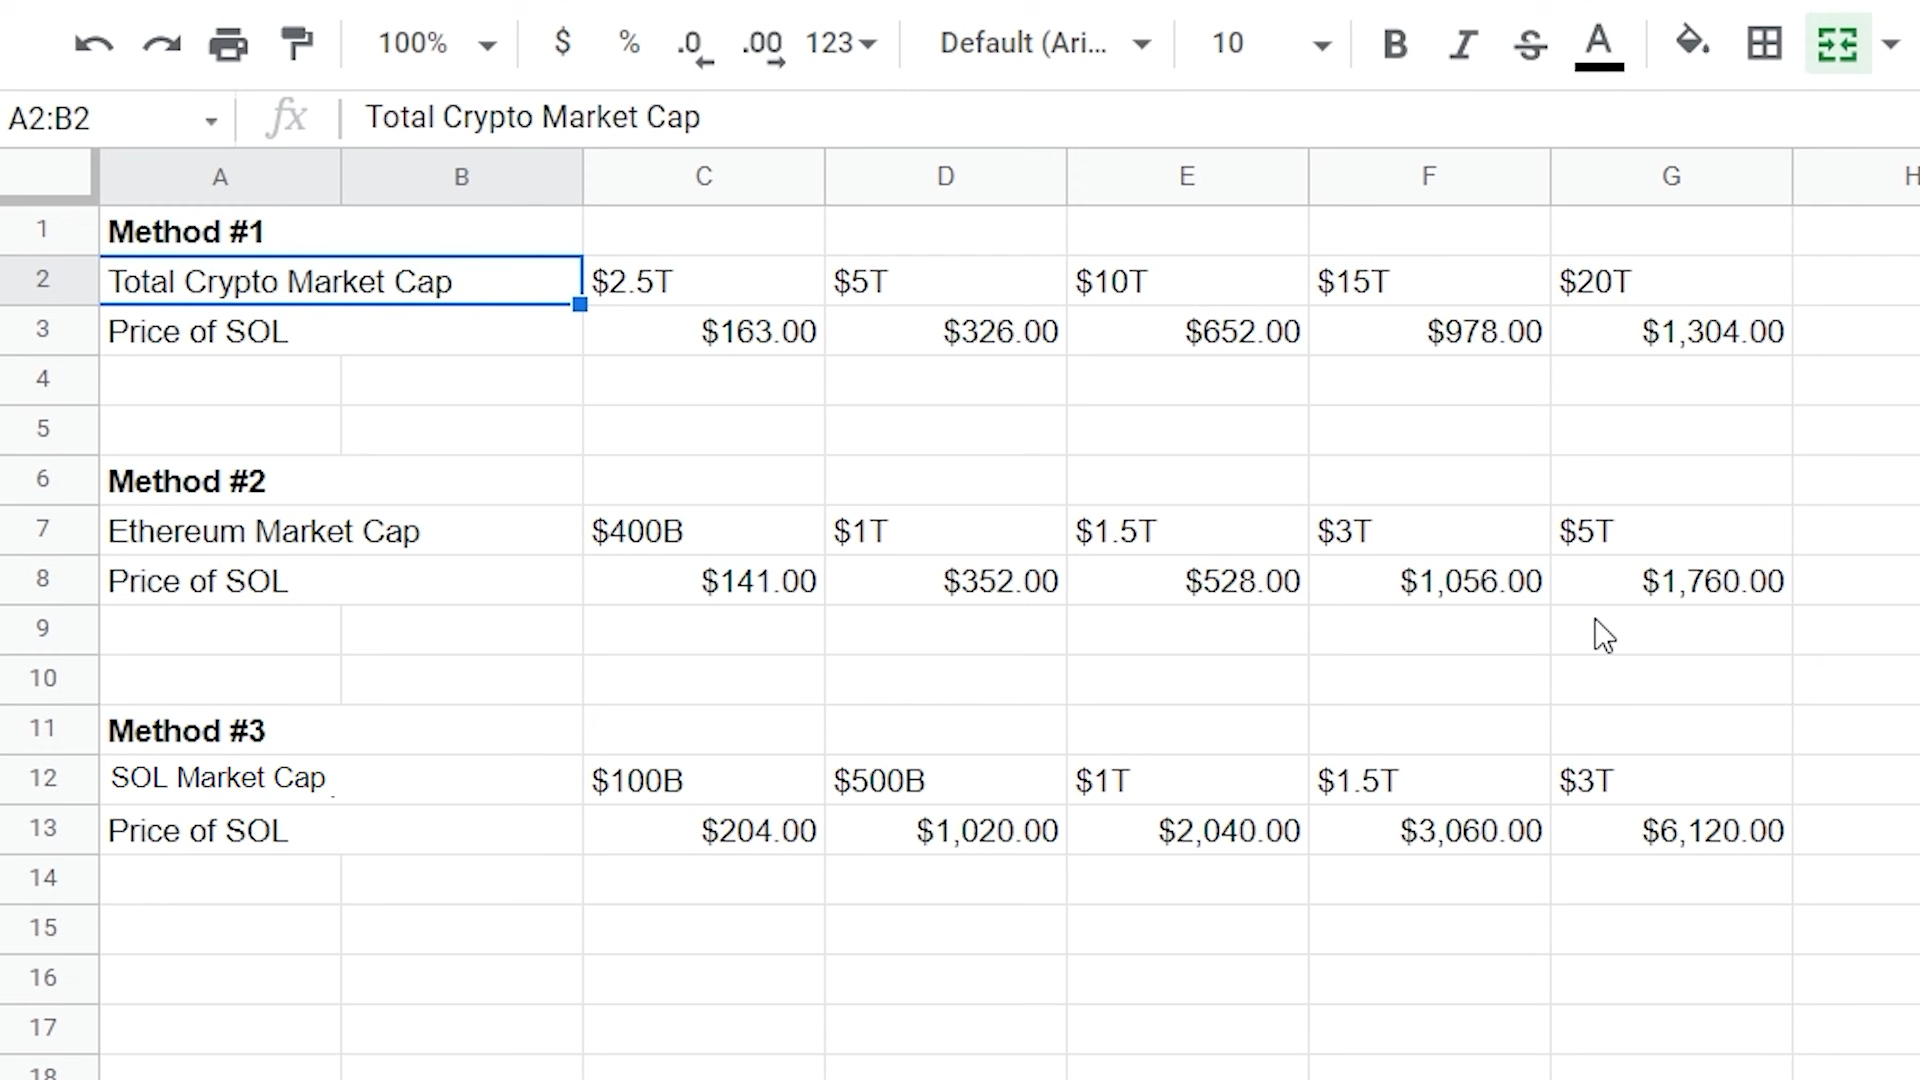 100% $ % .0 .00 123 Default (Ari... 10 B I S A
A2:B2 fx Total Crypto Market Cap
A B C D E F G H
1 Method #1
2 Total Crypto Market Cap $2.5T $5T $10T $15T $20T
3 Price of SOL $163.00 $326.00 $652.00 $978.00 $1,304.00
4
5
6 Method #2
7 Ethereum Market Cap $400B $1T $1.5T $3T $5T
8 Price of SOL $141.00 $352.00 $528.00 $1,056.00 $1,760.00
9
10
11 Method #3
12 SOL Market Cap $100B $500B $1T $1.5T $3T
13 Price of SOL $204.00 $1,020.00 $2,040.00 $3,060.00 $6,120.00
14
15
16
17
18